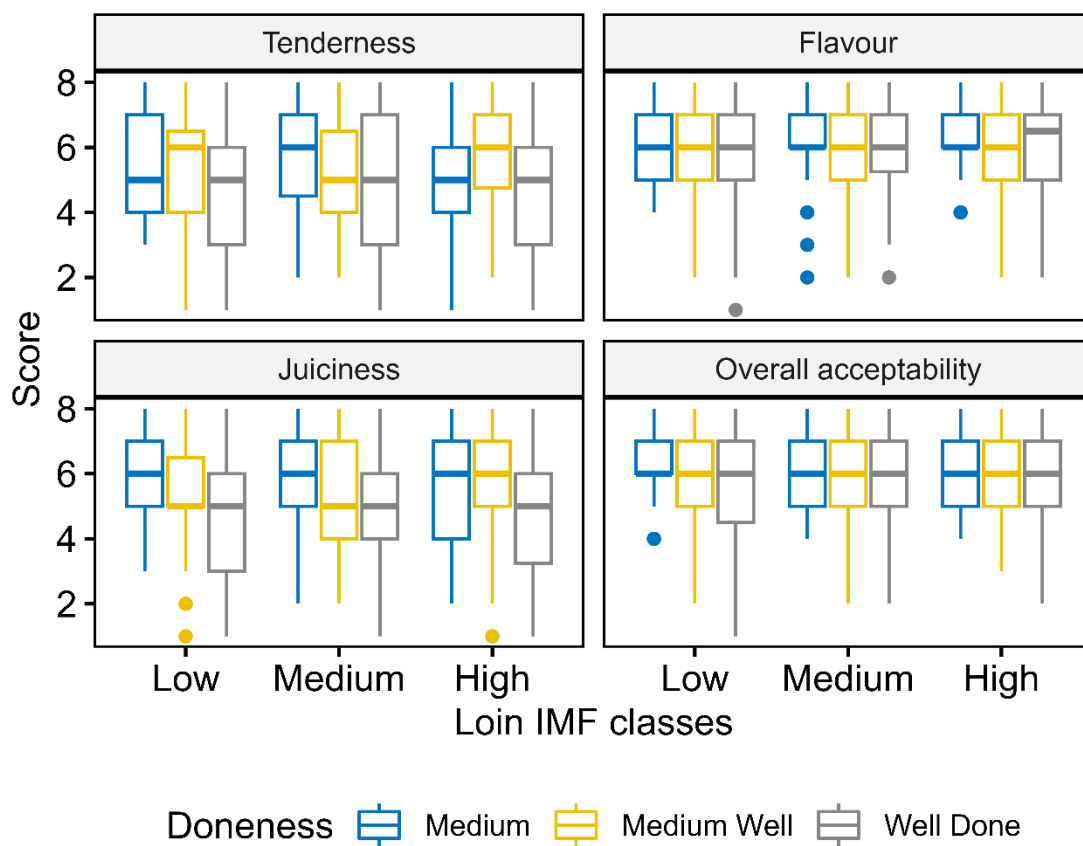 Tenderness
Flavour
8
6
4
2
Juiciness
Overall acceptability
8
6
4
2
Score
Low Medium High
Low Medium High
Loin IMF classes
Doneness Medium Medium Well Well Done